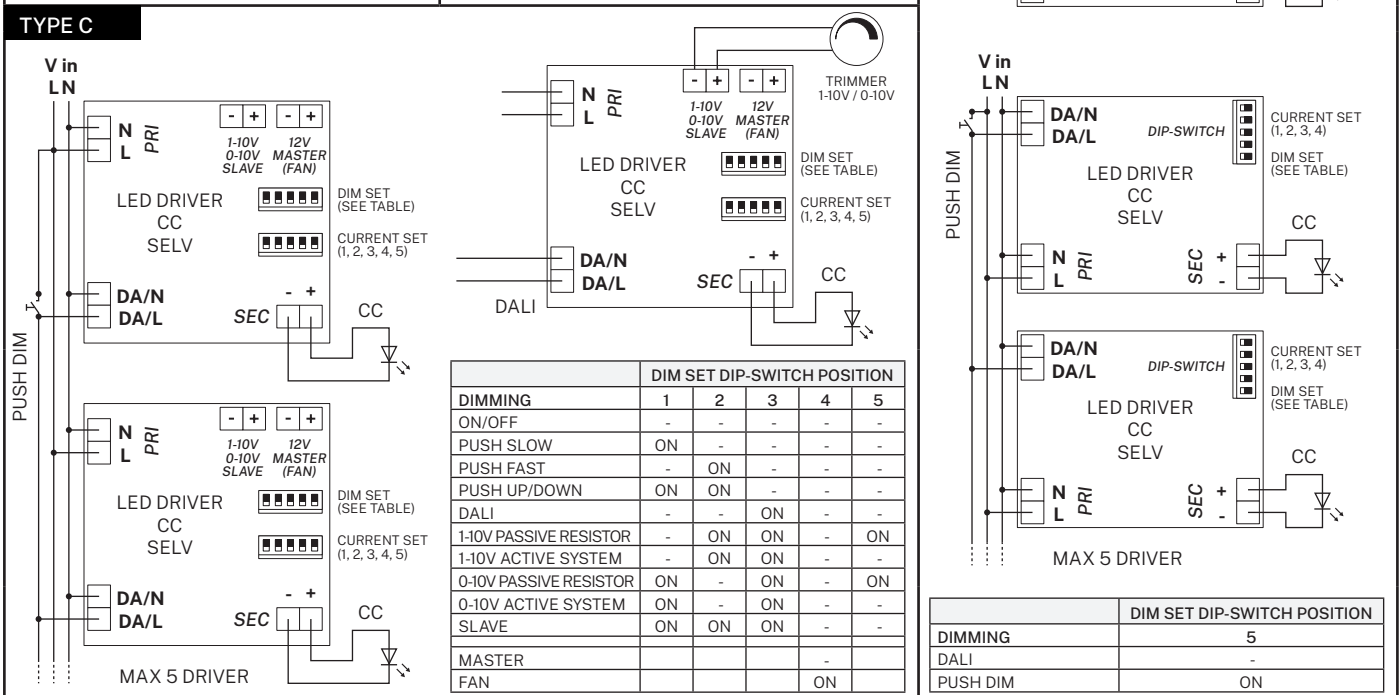 TYPE C
V in
L N
N
L
PRI
- +
- +
1-10V
0-10V
SLAVE
12V
MASTER
(FAN)
LED DRIVER
CC
SELV
DIM SET
(SEE TABLE)
CURRENT SET
(1, 2, 3, 4, 5)
DA/N
DA/L
SEC
- +
CC
PUSH DIM
N
L
PRI
- +
- +
1-10V
0-10V
SLAVE
12V
MASTER
(FAN)
LED DRIVER
CC
SELV
DIM SET
(SEE TABLE)
CURRENT SET
(1, 2, 3, 4, 5)
DA/N
DA/L
SEC
- +
CC
MAX 5 DRIVER
TRIMMER
1-10V / 0-10V
N
L
PRI
- +
- +
1-10V
0-10V
SLAVE
12V
MASTER
(FAN)
LED DRIVER
CC
SELV
DIM SET
(SEE TABLE)
CURRENT SET
(1, 2, 3, 4, 5)
DA/N
DA/L
DALI
SEC
- +
CC
DIM SET DIP-SWITCH POSITION
DIMMING 1 2 3 4 5
ON/OFF - - - - -
PUSH SLOW ON - - - -
PUSH FAST - ON - - -
PUSH UP/DOWN ON ON - - -
DALI - - ON - -
1-10V PASSIVE RESISTOR - ON ON - ON
1-10V ACTIVE SYSTEM - ON ON - -
0-10V PASSIVE RESISTOR ON - ON - ON
0-10V ACTIVE SYSTEM ON - ON - -
SLAVE ON ON ON - -
MASTER -
FAN ON
V in
L N
DA/N
DA/L
DIP-SWITCH
CURRENT SET
(1, 2, 3, 4)
DIM SET
(SEE TABLE)
LED DRIVER
CC
SELV
PUSH DIM
N
L
PRI
SEC
+
-
CC
DA/N
DA/L
DIP-SWITCH
CURRENT SET
(1, 2, 3, 4)
DIM SET
(SEE TABLE)
LED DRIVER
CC
SELV
N
L
PRI
SEC
+
-
CC
MAX 5 DRIVER
DIM SET DIP-SWITCH POSITION
DIMMING 5
DALI -
PUSH DIM ON